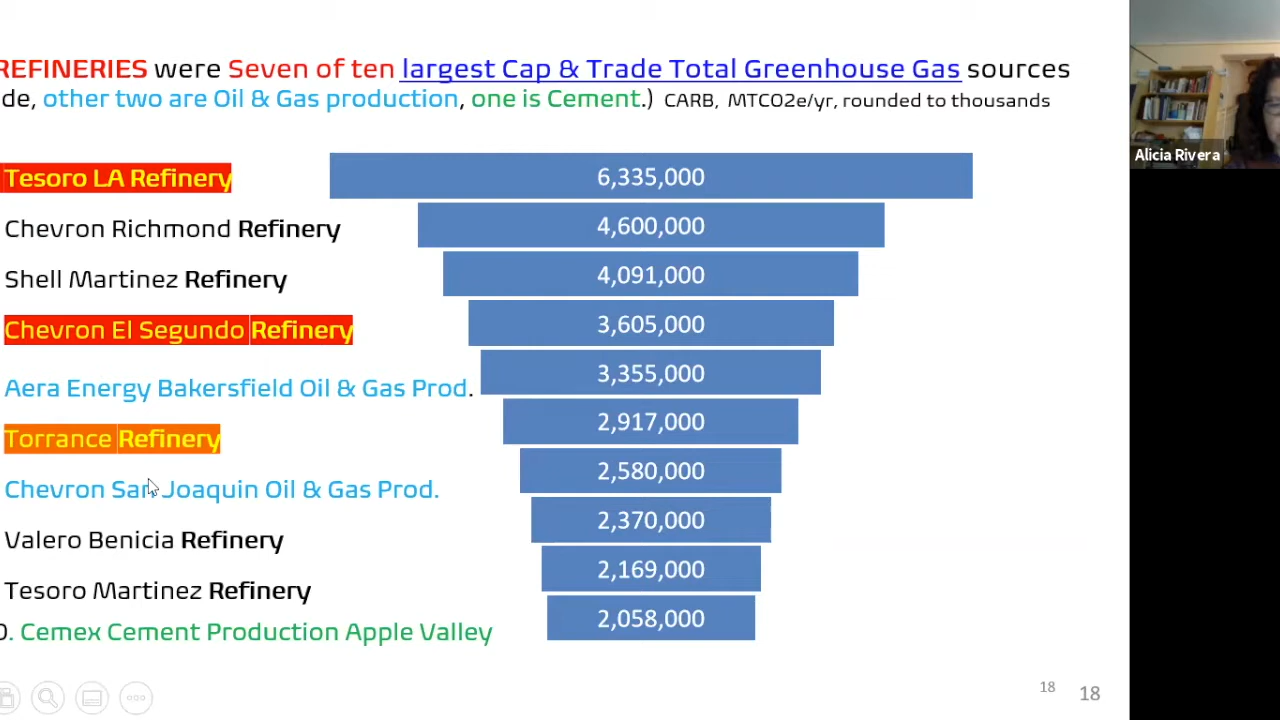 REFINERIES were Seven of ten largest Cap & Trade Total Greenhouse Gas sources
de, other two are Oil & Gas production, one is Cement.) CARB, MTCO2e/yr, rounded to thousands
Tesoro LA Refinery 6,335,000
Chevron Richmond Refinery 4,600,000
Shell Martinez Refinery 4,091,000
Chevron El Segundo Refinery 3,605,000
Aera Energy Bakersfield Oil & Gas Prod. 3,355,000
Torrance Refinery 2,917,000
Chevron San Joaquin Oil & Gas Prod. 2,580,000
Valero Benicia Refinery 2,370,000
Tesoro Martinez Refinery 2,169,000
0. Cemex Cement Production Apple Valley 2,058,000
18 18
Alicia Rivera